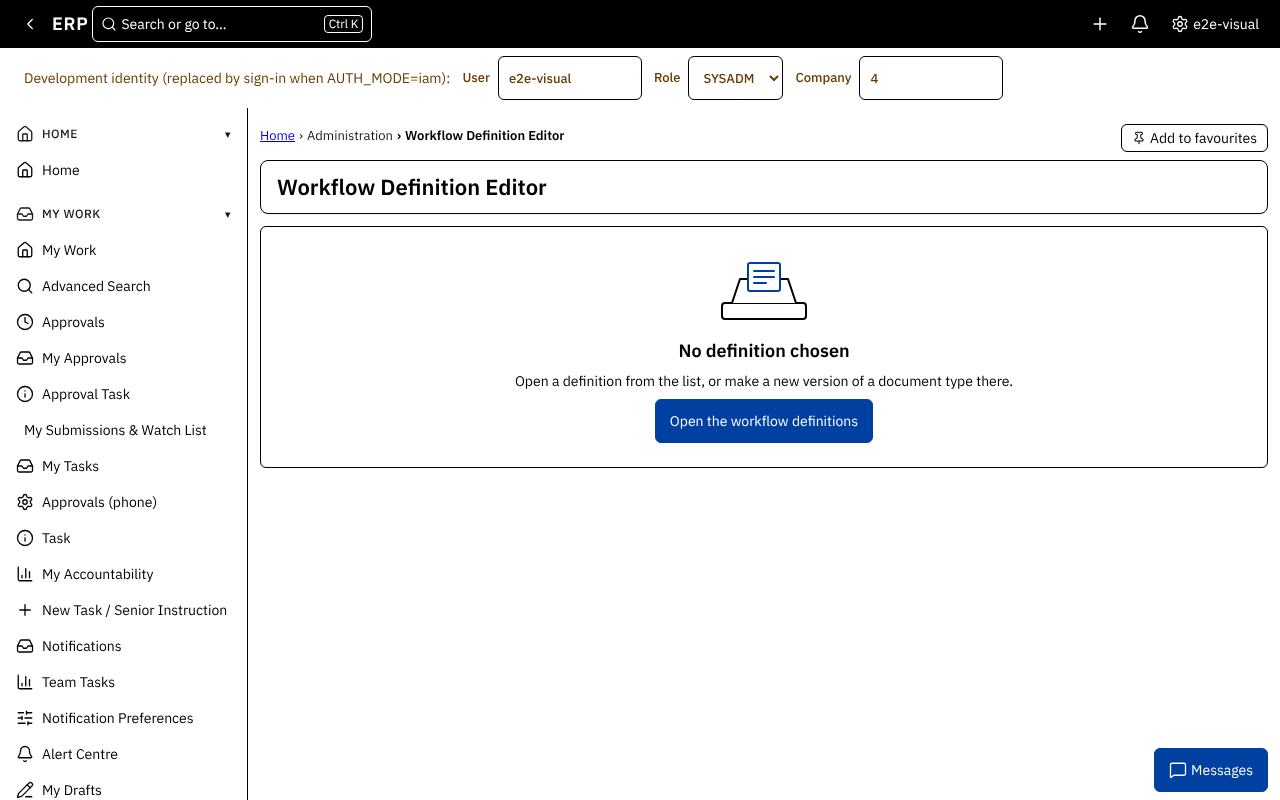 ERP
Search or go to...
Ctrl K
e2e-visual
Development identity (replaced by sign-in when AUTH_MODE=iam):
User
e2e-visual
Role
SYSADM
Company
4
HOME
Home
MY WORK
My Work
Advanced Search
Approvals
My Approvals
Approval Task
My Submissions & Watch List
My Tasks
Approvals (phone)
Task
My Accountability
New Task / Senior Instruction
Notifications
Team Tasks
Notification Preferences
Alert Centre
My Drafts
Home › Administration › Workflow Definition Editor
Add to favourites
Workflow Definition Editor
No definition chosen
Open a definition from the list, or make a new version of a document type there.
Open the workflow definitions
Messages